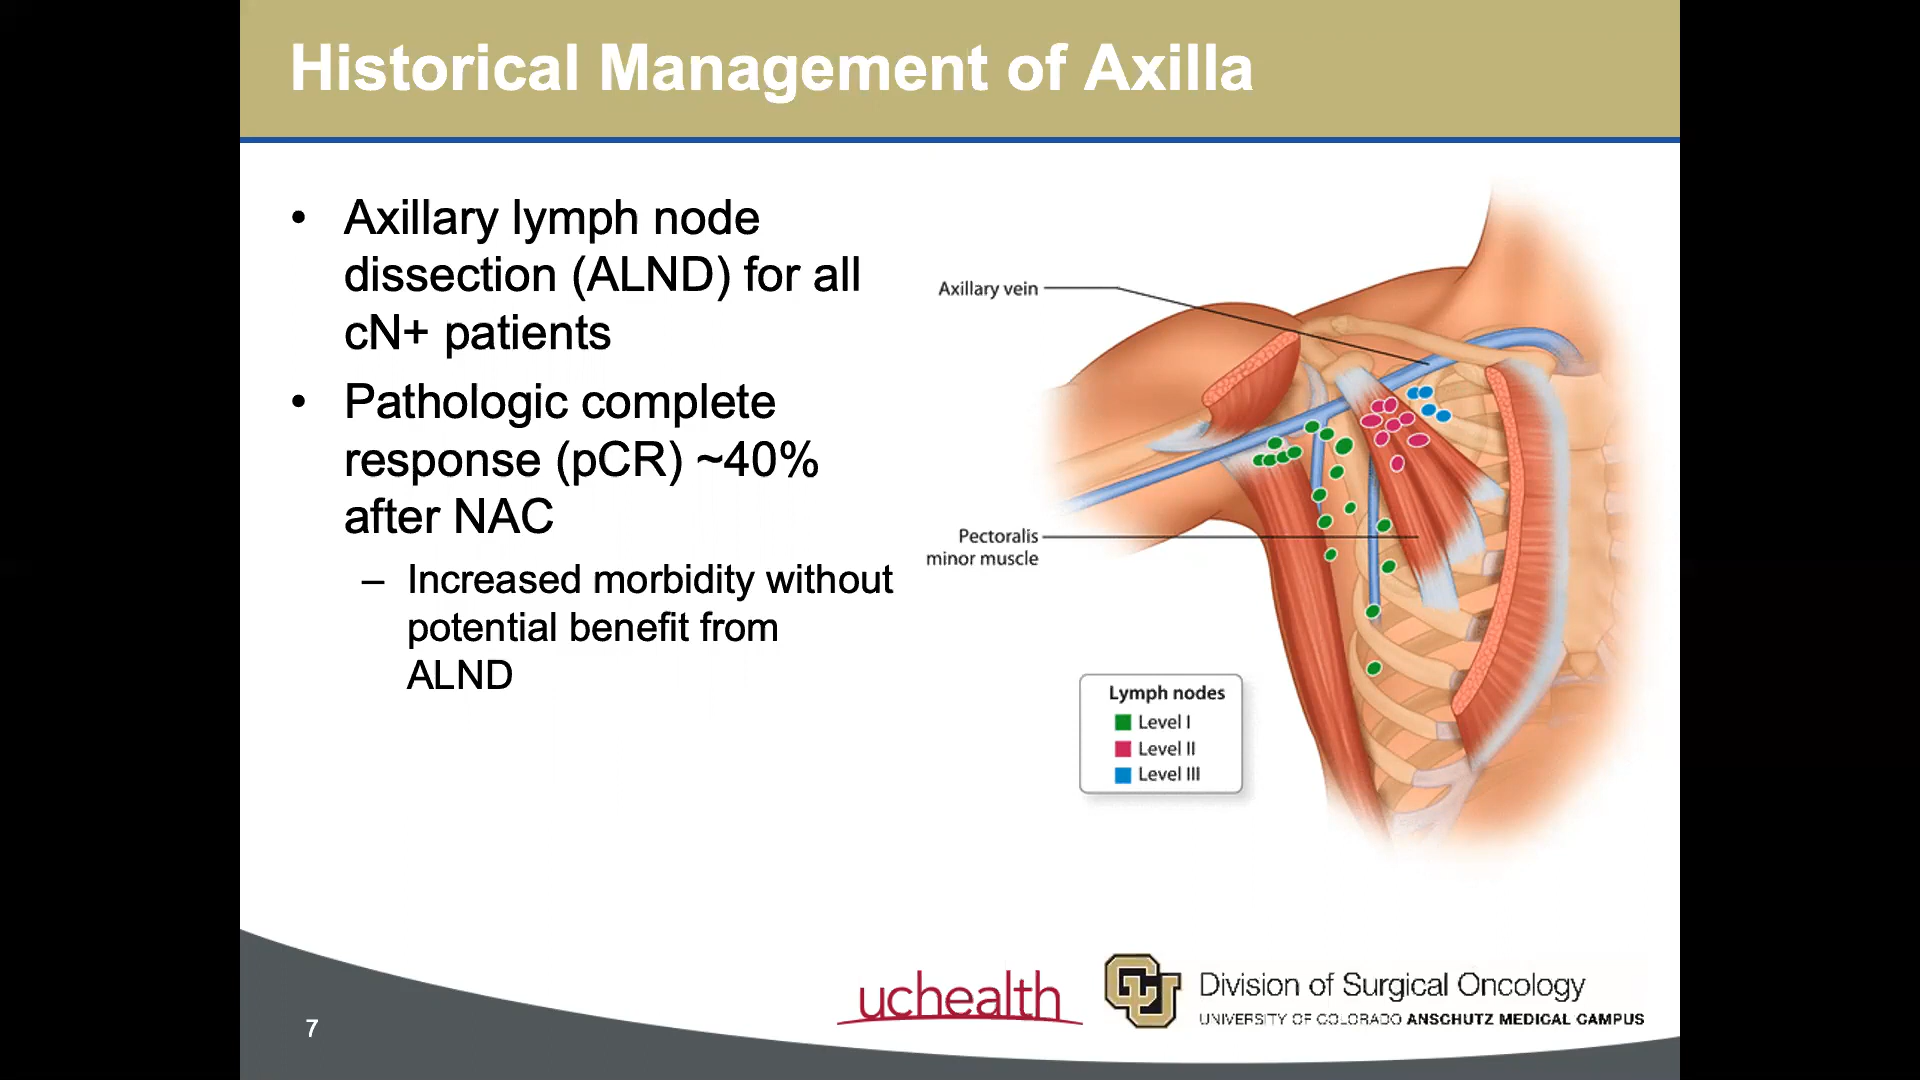 Historical Management of Axilla
• Axillary lymph node
dissection (ALND) for all
cN+ patients
• Pathologic complete
response (pCR) ~40%
after NAC
– Increased morbidity without
potential benefit from
ALND
Axillary vein
Pectoralis
minor muscle
Lymph nodes
Level I
Level II
Level III
7
uchealth
CU
Division of Surgical Oncology
UNIVERSITY OF COLORADO ANSCHUTZ MEDICAL CAMPUS